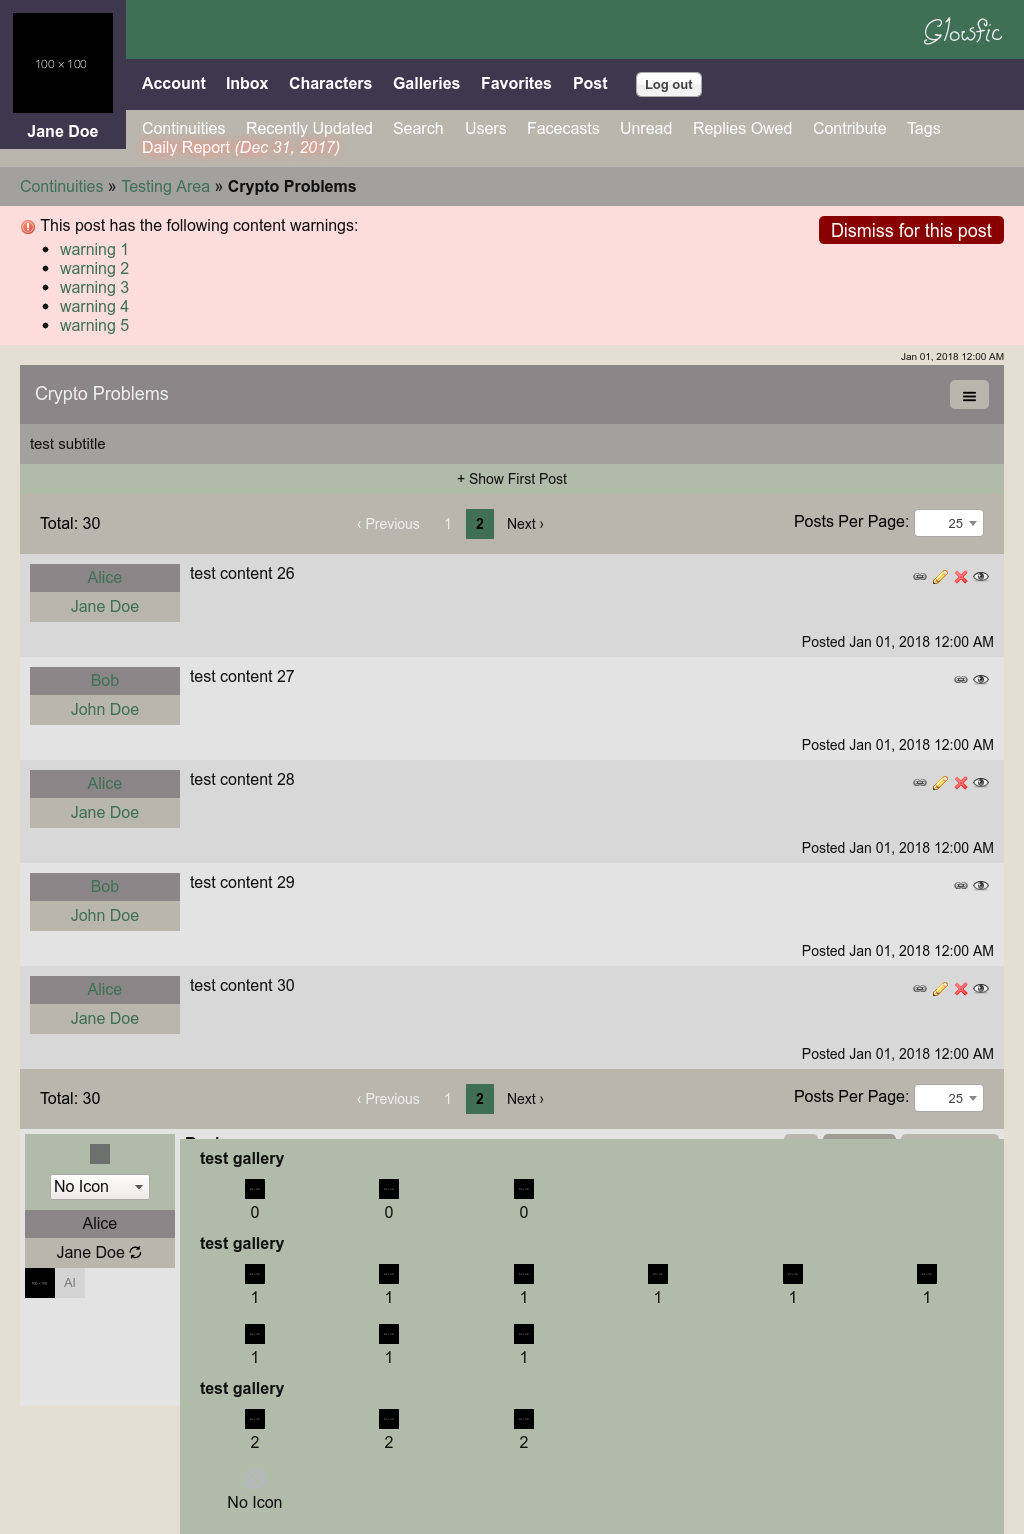 100 × 100
Glowfic
Account Inbox Characters Galleries Favorites Post Log out
Jane Doe
Continuities Recently Updated Search Users Facecasts Unread Replies Owed Contribute Tags
Daily Report (Dec 31, 2017)
Continuities » Testing Area » Crypto Problems
This post has the following content warnings:
Dismiss for this post
• warning 1
• warning 2
• warning 3
• warning 4
• warning 5
Jan 01, 2018 12:00 AM
Crypto Problems
test subtitle
+ Show First Post
Total: 30 ‹ Previous 1 2 Next › Posts Per Page: 25
Alice
test content 26
Jane Doe
Posted Jan 01, 2018 12:00 AM
Bob
test content 27
John Doe
Posted Jan 01, 2018 12:00 AM
Alice
test content 28
Jane Doe
Posted Jan 01, 2018 12:00 AM
Bob
test content 29
John Doe
Posted Jan 01, 2018 12:00 AM
Alice
test content 30
Jane Doe
Posted Jan 01, 2018 12:00 AM
Total: 30 ‹ Previous 1 2 Next › Posts Per Page: 25
No Icon
Alice
Jane Doe
100 × 100 Al
test gallery
0 0 0
test gallery
1 1 1 1 1 1
1 1 1
test gallery
2 2 2
No Icon